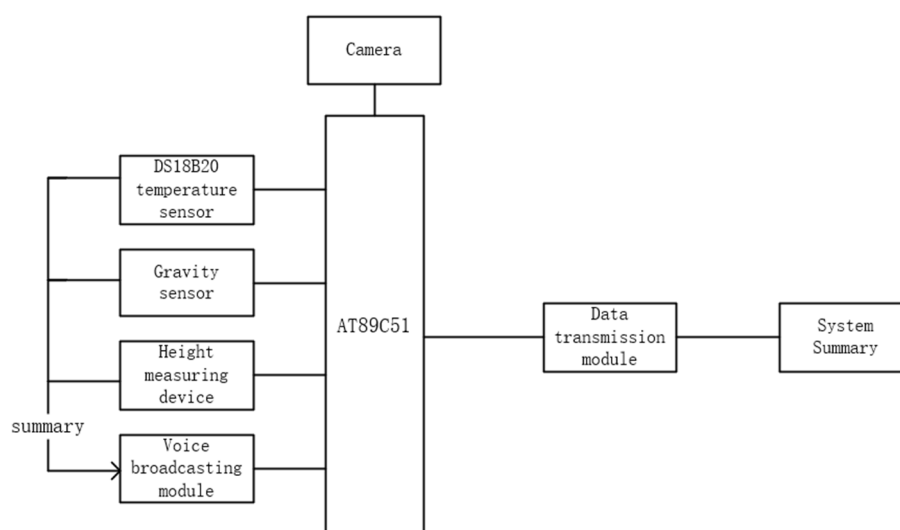 Camera
DS18B20
temperature
sensor
Gravity
sensor
Height
measuring
device
summary
Voice
broadcasting
module
AT89C51
Data
transmission
module
System
Summary